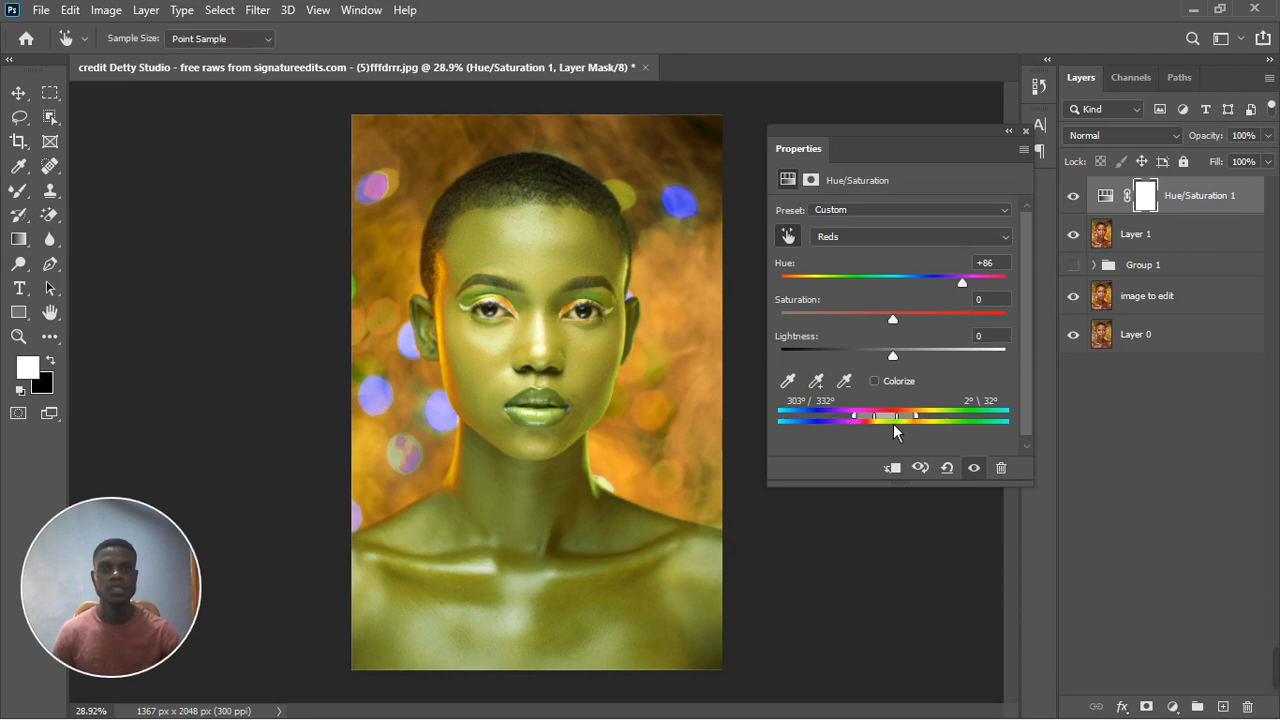 Ps File Edit Image Layer Type Select Filter 3D View Window Help
Sample Size: Point Sample
credit Detty Studio - free raws from signatureedits.com - (5)fffdrrr.jpg @ 28.9% (Hue/Saturation 1, Layer Mask/8) *
Layers Channels Paths
Kind
Normal Opacity: 100%
Lock: Fill: 100%
Hue/Saturation 1
Layer 1
Group 1
image to edit
Layer 0
Properties
Hue/Saturation
Preset: Custom
Reds
Hue: +86
Saturation: 0
Lightness: 0
Colorize
303° / 332° 2° \ 32°
28.92% 1367 px x 2048 px (300 ppi)